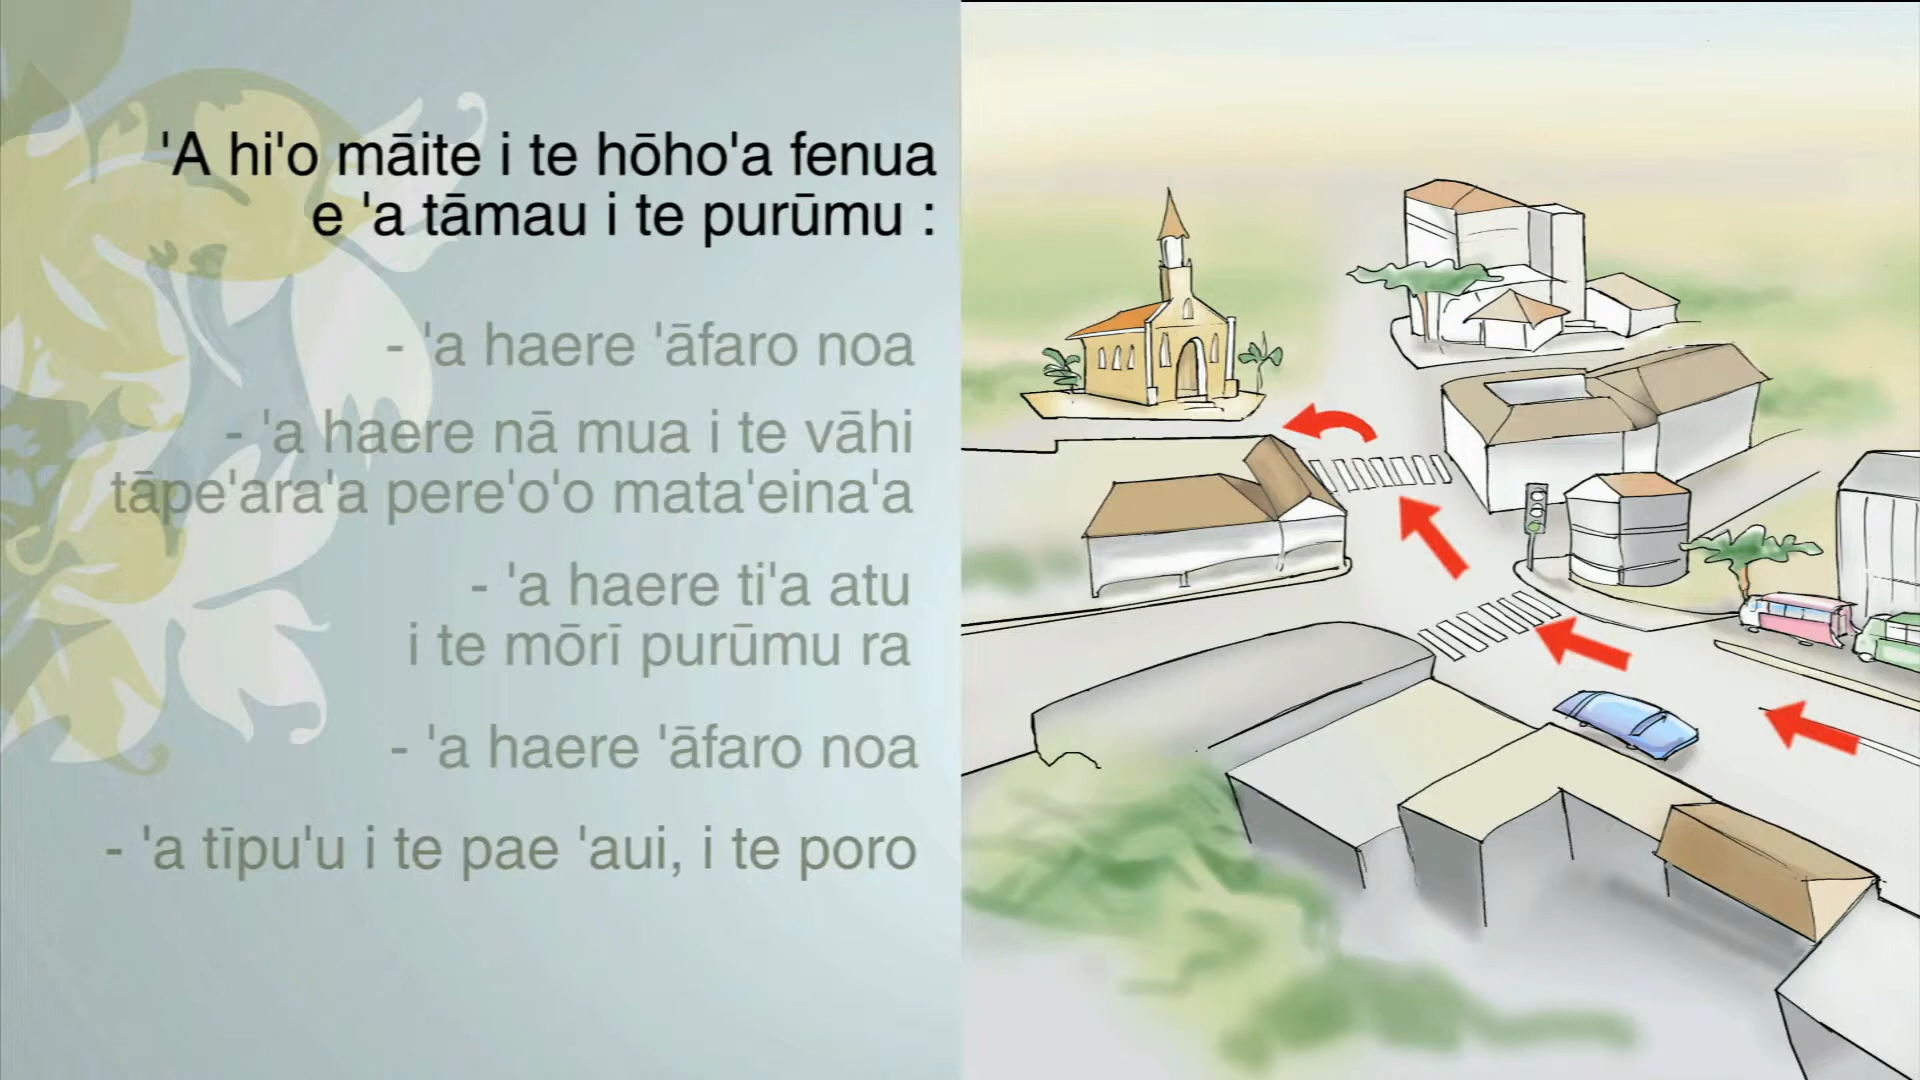 'A hi'o māite i te hōho'a fenua
e 'a tāmau i te purūmu :
- 'a haere 'āfaro noa
- 'a haere nā mua i te vāhi
tāpe'ara'a pere'o'o mata'eina'a
- 'a haere ti'a atu
i te mōrī purūmu ra
- 'a haere 'āfaro noa
- 'a tīpu'u i te pae 'aui, i te poro